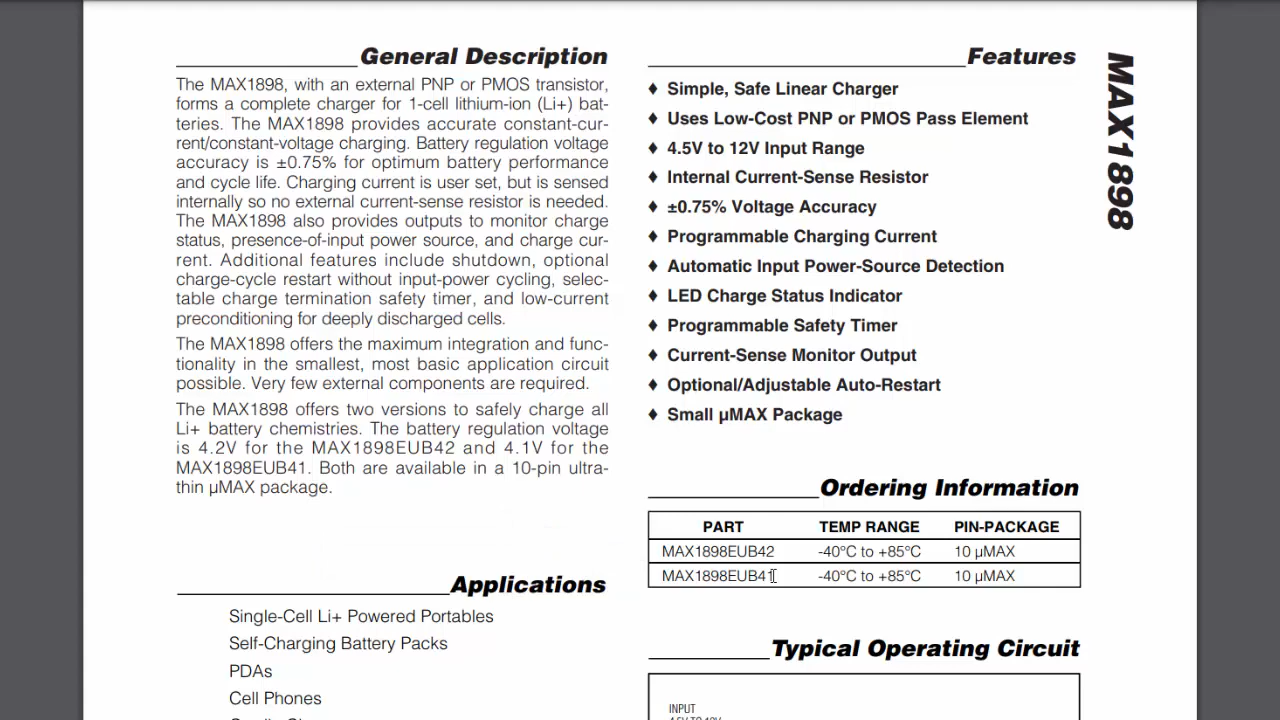 General Description
The MAX1898, with an external PNP or PMOS transistor,
forms a complete charger for 1-cell lithium-ion (Li+) bat-
teries. The MAX1898 provides accurate constant-cur-
rent/constant-voltage charging. Battery regulation voltage
accuracy is ±0.75% for optimum battery performance
and cycle life. Charging current is user set, but is sensed
internally so no external current-sense resistor is needed.
The MAX1898 also provides outputs to monitor charge
status, presence-of-input power source, and charge cur-
rent. Additional features include shutdown, optional
charge-cycle restart without input-power cycling, selec-
table charge termination safety timer, and low-current
preconditioning for deeply discharged cells.
The MAX1898 offers the maximum integration and func-
tionality in the smallest, most basic application circuit
possible. Very few external components are required.
The MAX1898 offers two versions to safely charge all
Li+ battery chemistries. The battery regulation voltage
is 4.2V for the MAX1898EUB42 and 4.1V for the
MAX1898EUB41. Both are available in a 10-pin ultra-
thin µMAX package.
Applications
Single-Cell Li+ Powered Portables
Self-Charging Battery Packs
PDAs
Cell Phones
Features
♦ Simple, Safe Linear Charger
♦ Uses Low-Cost PNP or PMOS Pass Element
♦ 4.5V to 12V Input Range
♦ Internal Current-Sense Resistor
♦ ±0.75% Voltage Accuracy
♦ Programmable Charging Current
♦ Automatic Input Power-Source Detection
♦ LED Charge Status Indicator
♦ Programmable Safety Timer
♦ Current-Sense Monitor Output
♦ Optional/Adjustable Auto-Restart
♦ Small µMAX Package
Ordering Information
PART TEMP RANGE PIN-PACKAGE
MAX1898EUB42 -40°C to +85°C 10 µMAX
MAX1898EUB41 -40°C to +85°C 10 µMAX
Typical Operating Circuit
INPUT
MAX1898